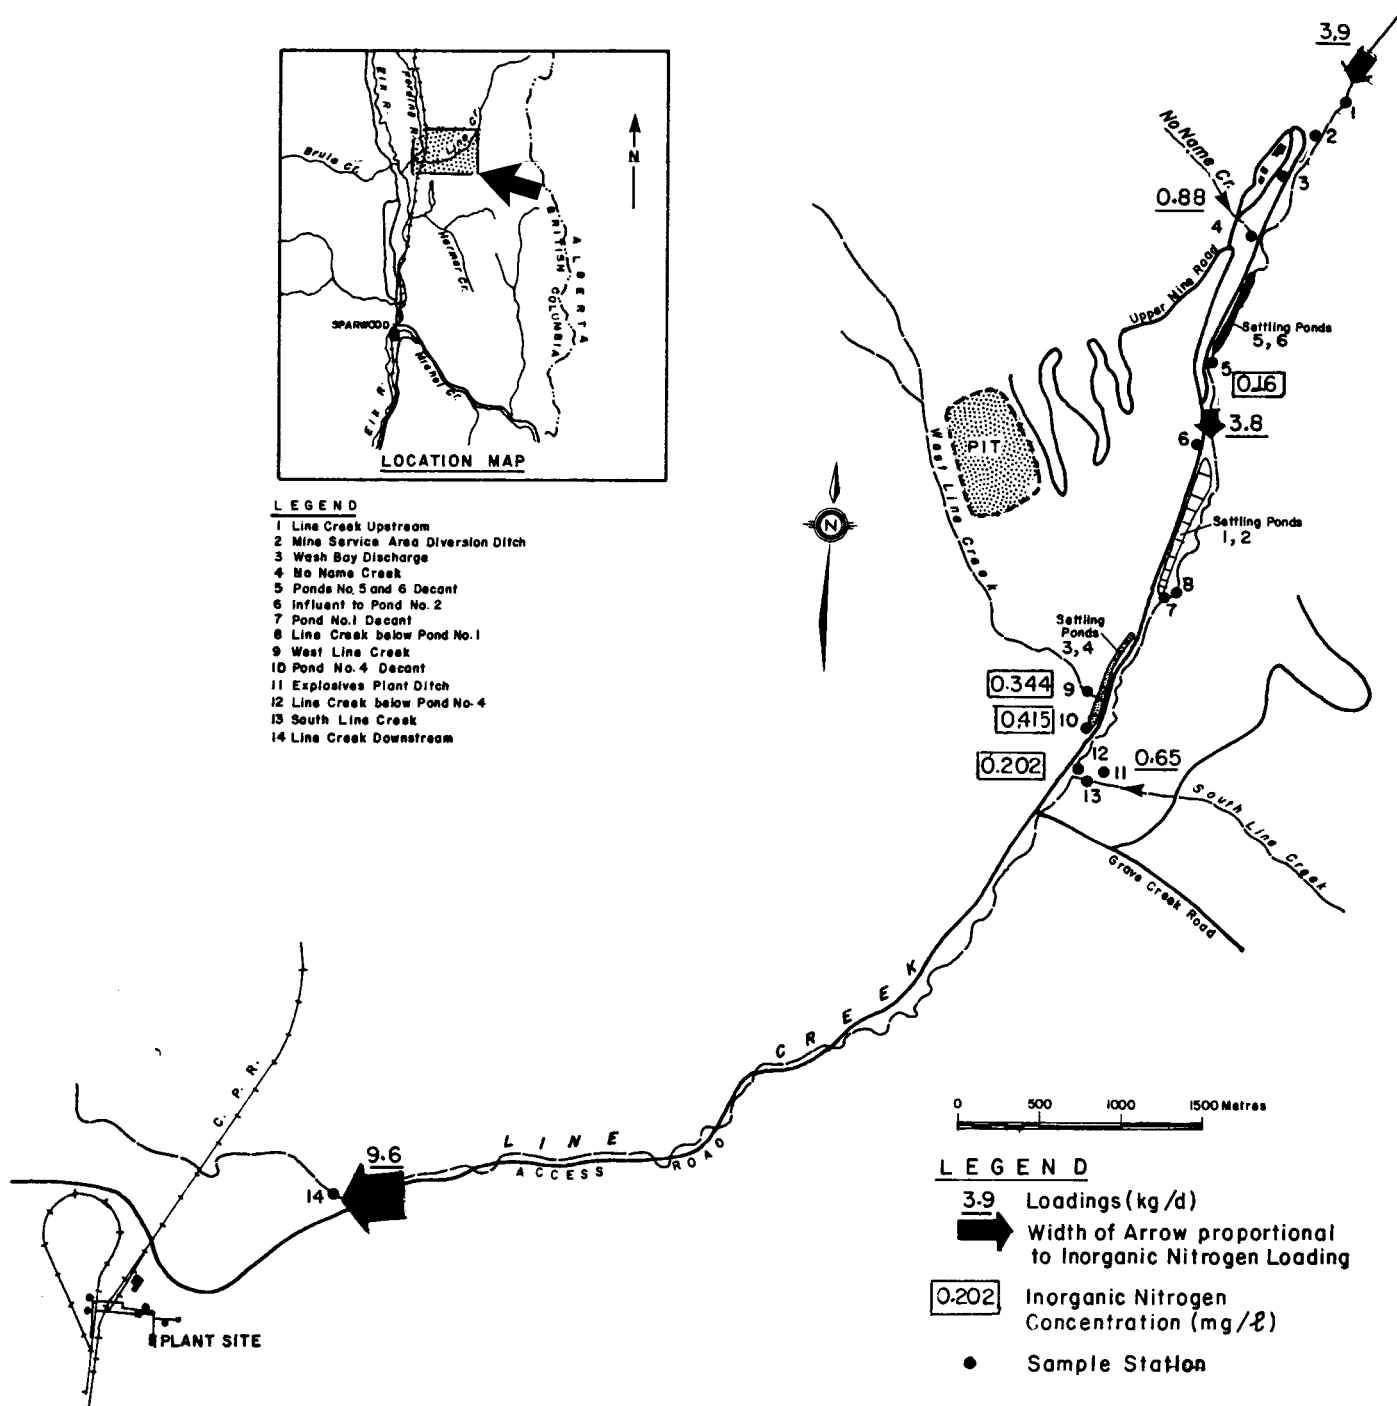 Elk R.
Fording R.
Line Cr.
Brule Cr.
N
Harmer Cr.
BRITISH COLUMBIA
ALBERTA
SPARWOOD
Michel Cr.
Elk R.
LOCATION MAP
LEGEND
1 Line Creek Upstream
2 Mine Service Area Diversion Ditch
3 Wash Bay Discharge
4 No Name Creek
5 Ponds No. 5 and 6 Decant
6 Influent to Pond No. 2
7 Pond No.1 Decant
8 Line Creek below Pond No.1
9 West Line Creek
10 Pond No. 4 Decant
11 Explosives Plant Ditch
12 Line Creek below Pond No. 4
13 South Line Creek
14 Line Creek Downstream
3.9
1
2
No Name Cr.
3
0.88
4
Upper Mine Road
Settling Ponds
5, 6
5
0.16
3.8
6
PIT
West Line Creek
N
Settling Ponds
1, 2
8
7
Settling
Ponds
3, 4
0.344
9
0.415
10
12
0.65
0.202
11
13
South Line Creek
Grave Creek Road
LINE CREEK
ACCESS ROAD
C. P. R.
9.6
14
PLANT SITE
0 500 1000 1500 Metres
LEGEND
3.9 Loadings (kg/d)
Width of Arrow proportional
to Inorganic Nitrogen Loading
0.202 Inorganic Nitrogen
Concentration (mg/ℓ)
Sample Station